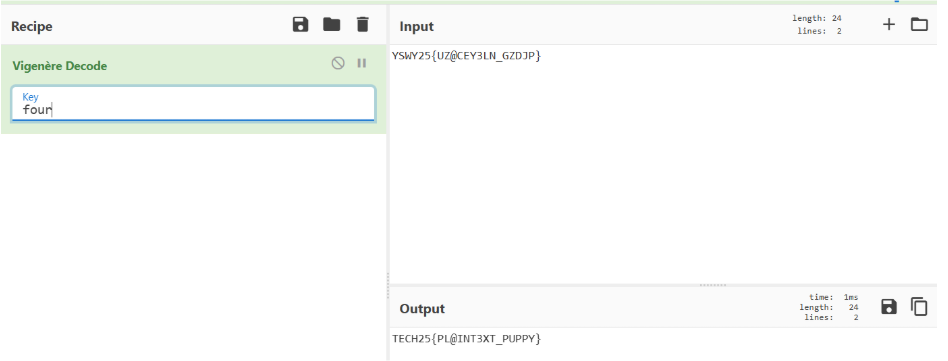 Recipe
Vigenère Decode
Key
four
Input
length: 24
lines: 2
YSWY25{UZ@CEY3LN_GZDJP}
Output
time: 1ms
length: 24
lines: 2
TECH25{PL@INT3XT_PUPPY}